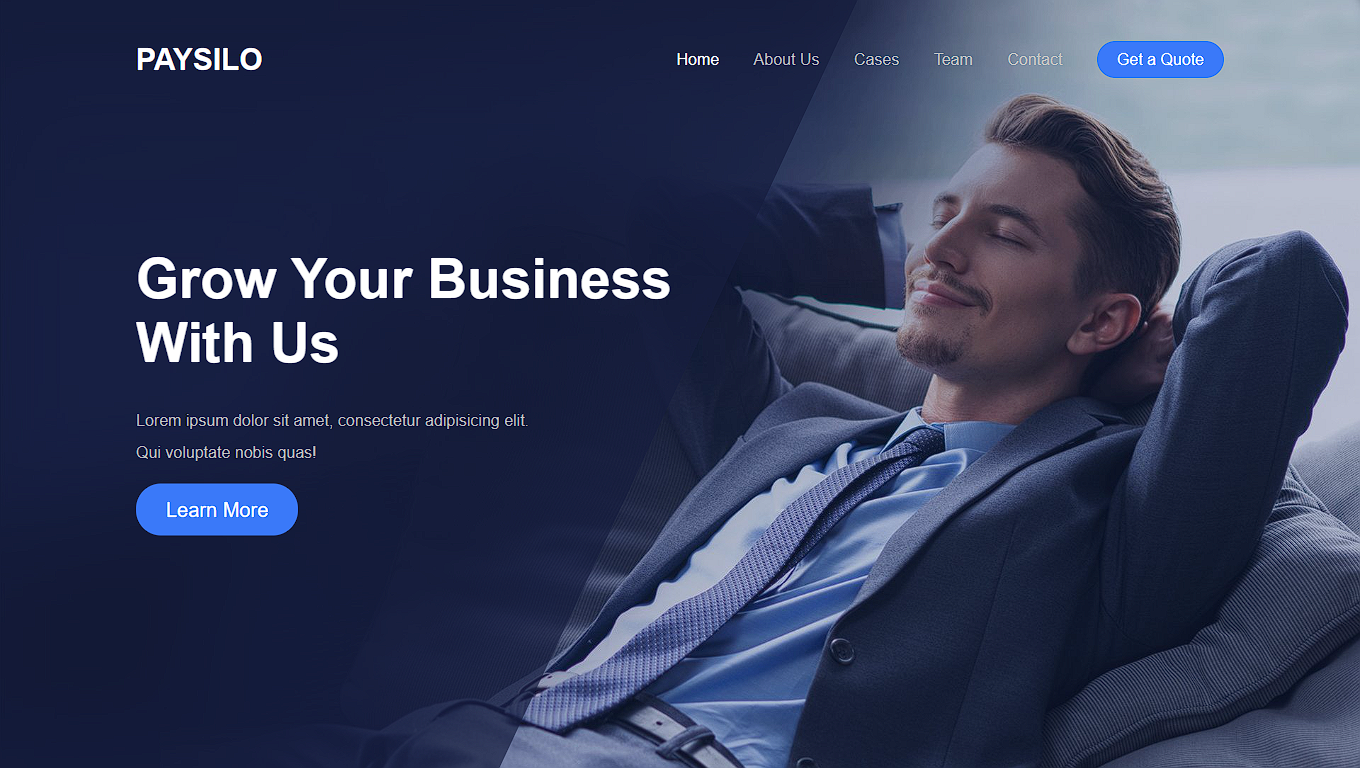 PAYSILO
Home About Us Cases Team Contact Get a Quote
Grow Your Business
With Us
Lorem ipsum dolor sit amet, consectetur adipisicing elit.
Qui voluptate nobis quas!
Learn More